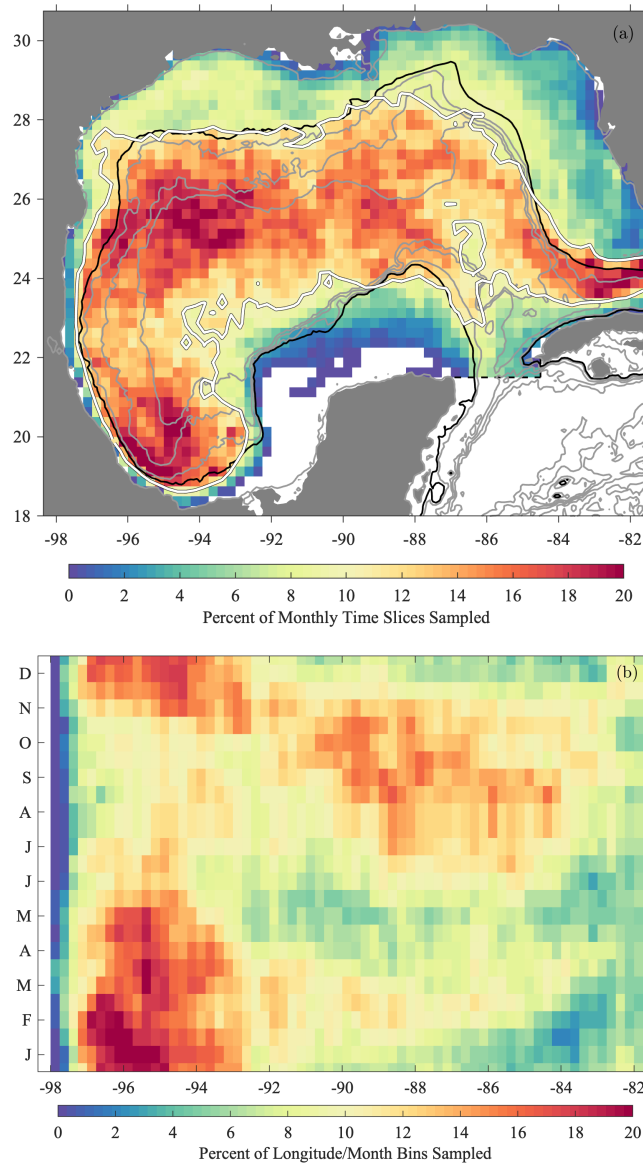 (a)
30
28
26
24
22
20
18
-98 -96 -94 -92 -90 -88 -86 -84 -82
0 2 4 6 8 10 12 14 16 18 20
Percent of Monthly Time Slices Sampled
(b)
D
N
O
S
A
J
J
M
A
M
F
J
-98 -96 -94 -92 -90 -88 -86 -84 -82
0 2 4 6 8 10 12 14 16 18 20
Percent of Longitude/Month Bins Sampled